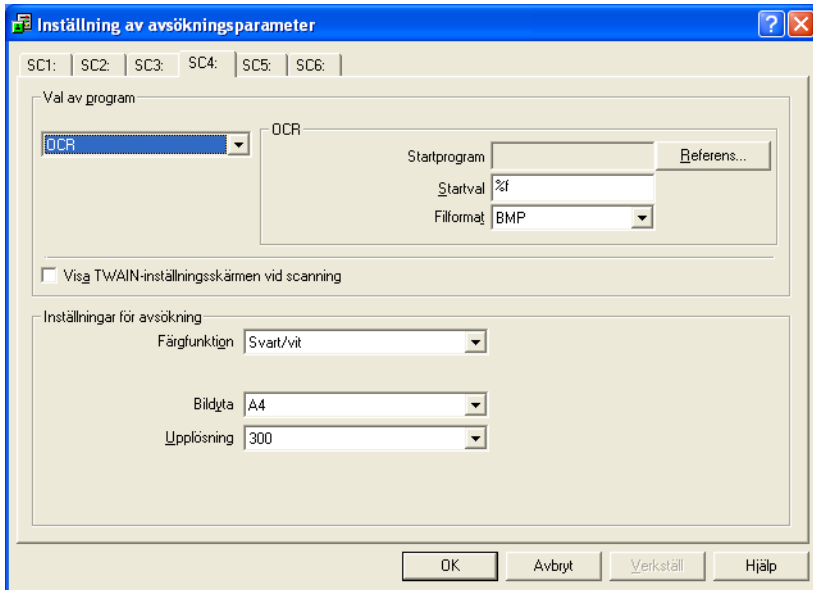 Inställning av avsökningsparameter
SC1: SC2: SC3: SC4: SC5: SC6:
Val av program
OCR
OCR
Startprogram Referens...
Startval %f
Filformat BMP
Visa TWAIN-inställningsskärmen vid scanning
Inställningar för avsökning
Färgfunktion Svart/vit
Bildyta A4
Upplösning 300
OK Avbryt Verkställ Hjälp